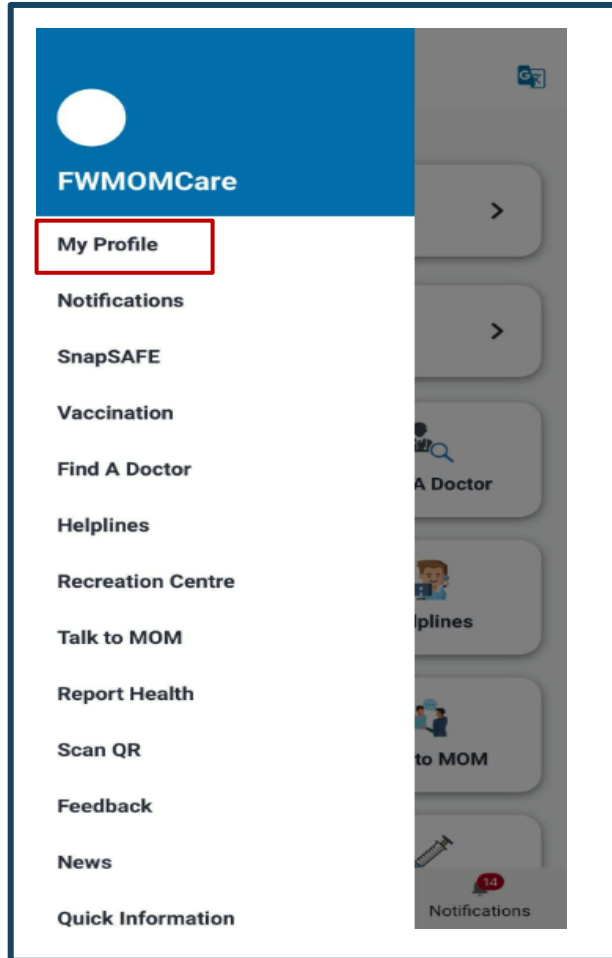 FWMOMCare
My Profile
Notifications
SnapSAFE
Vaccination
Find A Doctor
A Doctor
Helplines
Recreation Centre
lplines
Talk to MOM
Report Health
Scan QR
to MOM
Feedback
News
14
Quick Information
Notifications